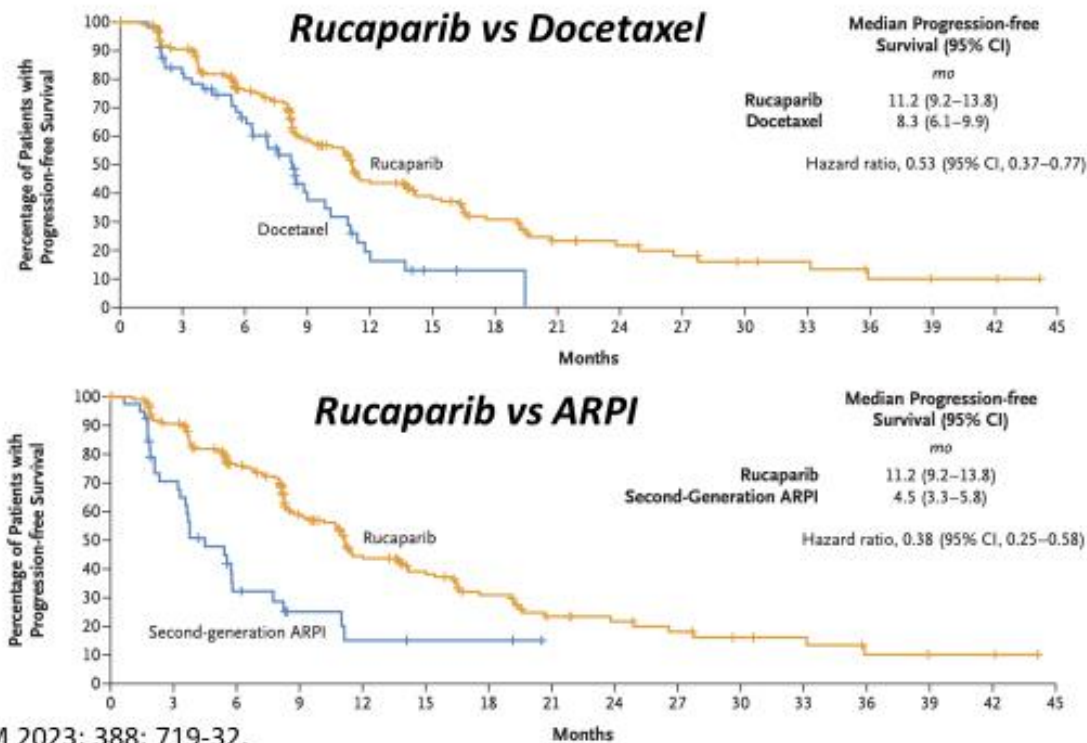 Rucaparib vs Docetaxel
Percentage of Patients with
Progression-free Survival
100
90
80
70
60
50
40
30
20
10
0
0 3 6 9 12 15 18 21 24 27 30 33 36 39 42 45
Months
Rucaparib
Docetaxel
Median Progression-free
Survival (95% CI)
mo
Rucaparib 11.2 (9.2–13.8)
Docetaxel 8.3 (6.1–9.9)
Hazard ratio, 0.53 (95% CI, 0.37–0.77)
Rucaparib vs ARPI
Percentage of Patients with
Progression-free Survival
100
90
80
70
60
50
40
30
20
10
0
0 3 6 9 12 15 18 21 24 27 30 33 36 39 42 45
Months
Rucaparib
Second-generation ARPI
Median Progression-free
Survival (95% CI)
mo
Rucaparib 11.2 (9.2–13.8)
Second-Generation ARPI 4.5 (3.3–5.8)
Hazard ratio, 0.38 (95% CI, 0.25–0.58)
M 2023; 388: 719-32.